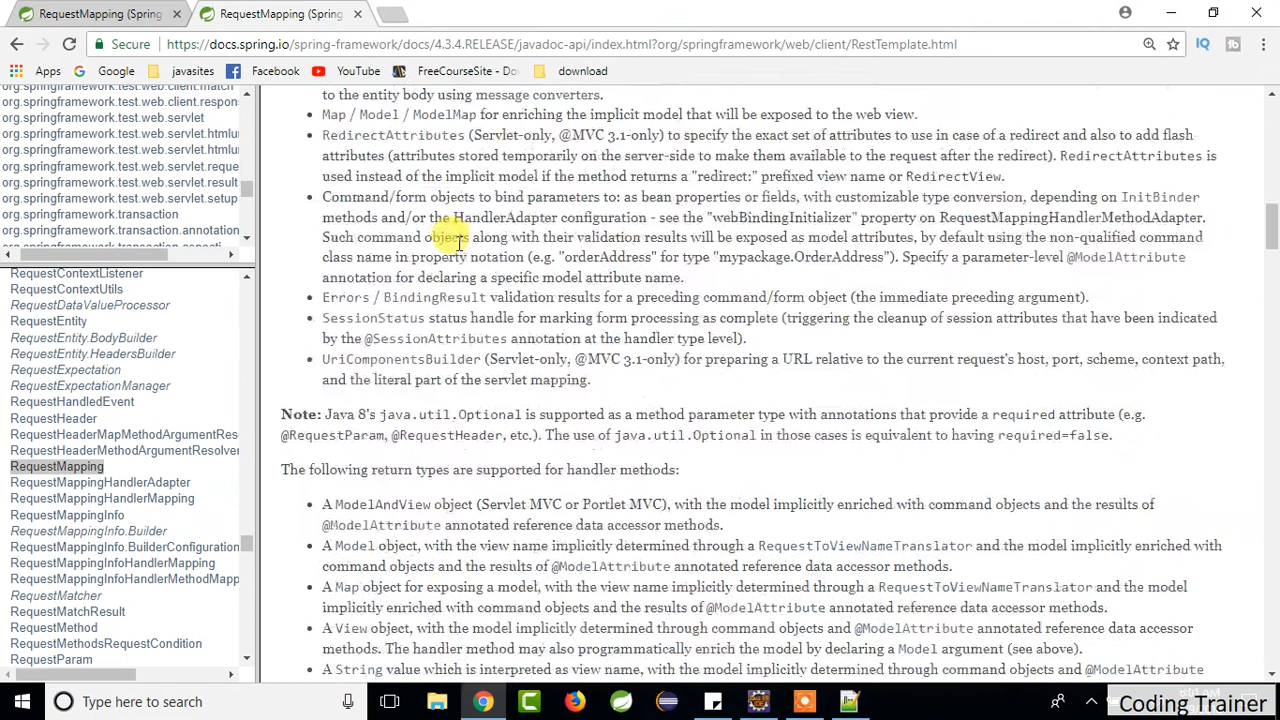 RequestMapping (Spring
RequestMapping (Spring
Secure
https://docs.spring.io/spring-framework/docs/4.3.4.RELEASE/javadoc-api/index.html?org/springframework/web/client/RestTemplate.html
Apps
Google
javasites
Facebook
YouTube
FreeCourseSite - Do
download
org.springframework.test.web.client.match
org.springframework.test.web.client.respon
org.springframework.test.web.servlet
org.springframework.test.web.servlet.htmlu
org.springframework.test.web.servlet.htmlu
org.springframework.test.web.servlet.reque
org.springframework.test.web.servlet.result
org.springframework.test.web.servlet.setup
org.springframework.transaction
org.springframework.transaction.annotation
RequestContextListener
RequestContextUtils
RequestDataValueProcessor
RequestEntity
RequestEntity.BodyBuilder
RequestEntity.HeadersBuilder
RequestExpectation
RequestExpectationManager
RequestHandledEvent
RequestHeader
RequestHeaderMapMethodArgumentRes
RequestHeaderMethodArgumentResolver
RequestMapping
RequestMappingHandlerAdapter
RequestMappingHandlerMapping
RequestMappingInfo
RequestMappingInfo.Builder
RequestMappingInfo.BuilderConfiguration
RequestMappingInfoHandlerMapping
RequestMappingInfoHandlerMethodMapp
RequestMatcher
RequestMatchResult
RequestMethod
RequestMethodsRequestCondition
RequestParam
to the entity body using message converters.
Map / Model / ModelMap for enriching the implicit model that will be exposed to the web view.
RedirectAttributes (Servlet-only, @MVC 3.1-only) to specify the exact set of attributes to use in case of a redirect and also to add flash
attributes (attributes stored temporarily on the server-side to make them available to the request after the redirect). RedirectAttributes is
used instead of the implicit model if the method returns a "redirect:" prefixed view name or RedirectView.
Command/form objects to bind parameters to: as bean properties or fields, with customizable type conversion, depending on InitBinder
methods and/or the HandlerAdapter configuration - see the "webBindingInitializer" property on RequestMappingHandlerMethodAdapter.
Such command objects along with their validation results will be exposed as model attributes, by default using the non-qualified command
class name in property notation (e.g. "orderAddress" for type "mypackage.OrderAddress"). Specify a parameter-level @ModelAttribute
annotation for declaring a specific model attribute name.
Errors / BindingResult validation results for a preceding command/form object (the immediate preceding argument).
SessionStatus status handle for marking form processing as complete (triggering the cleanup of session attributes that have been indicated
by the @SessionAttributes annotation at the handler type level).
UriComponentsBuilder (Servlet-only, @MVC 3.1-only) for preparing a URL relative to the current request's host, port, scheme, context path,
and the literal part of the servlet mapping.
Note: Java 8's java.util.Optional is supported as a method parameter type with annotations that provide a required attribute (e.g.
@RequestParam, @RequestHeader, etc.). The use of java.util.Optional in those cases is equivalent to having required=false.
The following return types are supported for handler methods:
A ModelAndView object (Servlet MVC or Portlet MVC), with the model implicitly enriched with command objects and the results of
@ModelAttribute annotated reference data accessor methods.
A Model object, with the view name implicitly determined through a RequestToViewNameTranslator and the model implicitly enriched with
command objects and the results of @ModelAttribute annotated reference data accessor methods.
A Map object for exposing a model, with the view name implicitly determined through a RequestToViewNameTranslator and the model
implicitly enriched with command objects and the results of @ModelAttribute annotated reference data accessor methods.
A View object, with the model implicitly determined through command objects and @ModelAttribute annotated reference data accessor
methods. The handler method may also programmatically enrich the model by declaring a Model argument (see above).
A String value which is interpreted as view name, with the model implicitly determined through command objects and @ModelAttribute
Type here to search
Coding Trainer